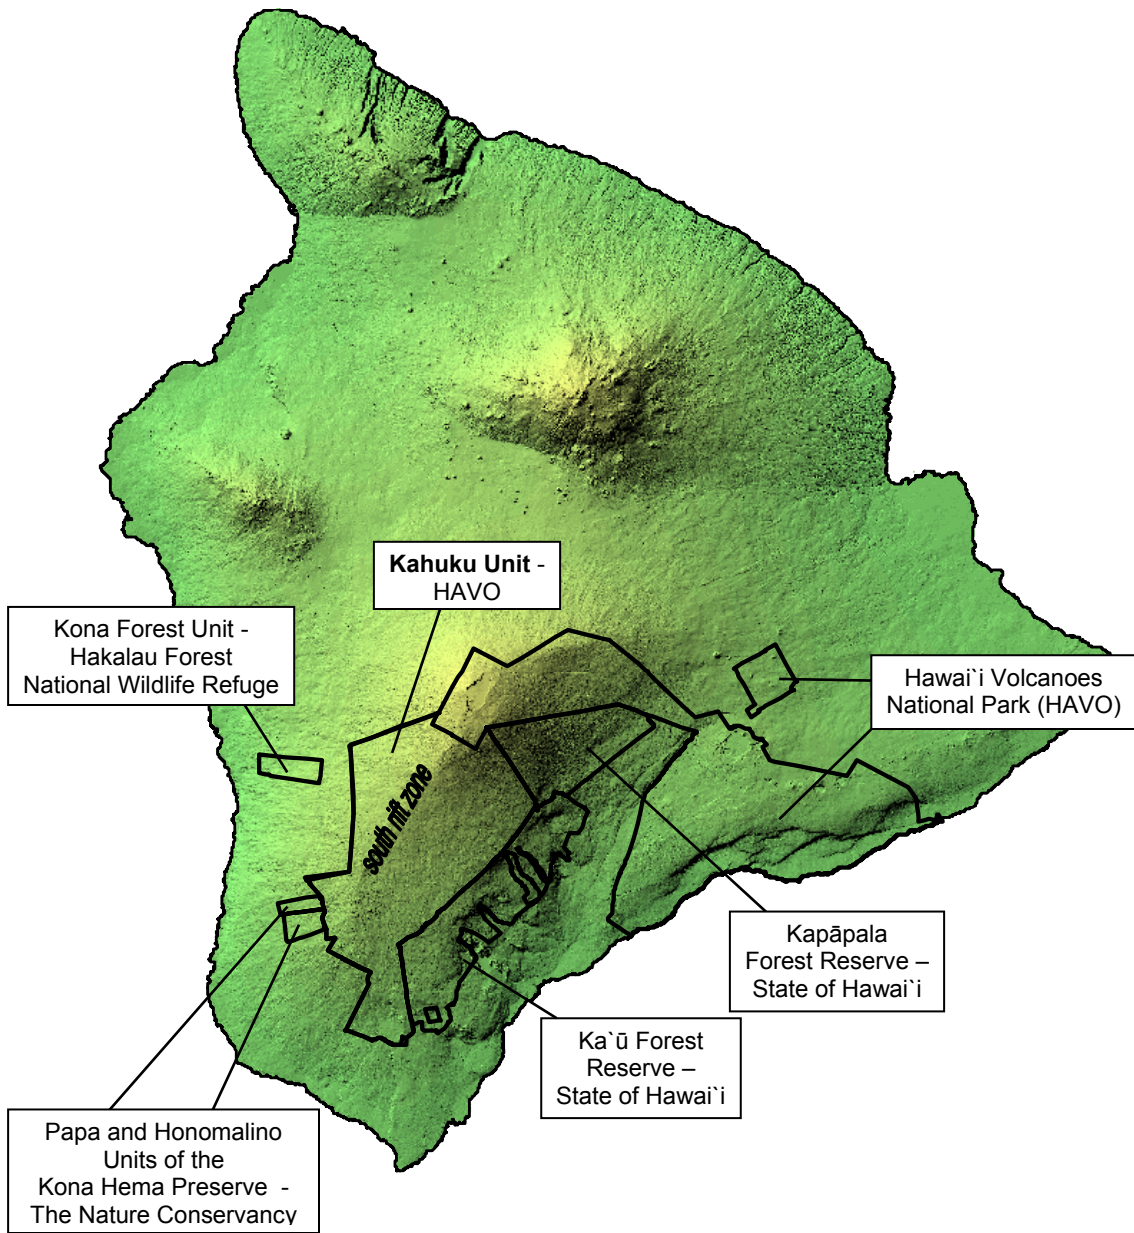 Kahuku Unit -
HAVO
Kona Forest Unit -
Hakalau Forest
National Wildlife Refuge
Hawai`i Volcanoes
National Park (HAVO)
south rift zone
Kapāpala
Forest Reserve –
State of Hawai`i
Ka`ū Forest
Reserve –
State of Hawai`i
Papa and Honomalino
Units of the
Kona Hema Preserve -
The Nature Conservancy